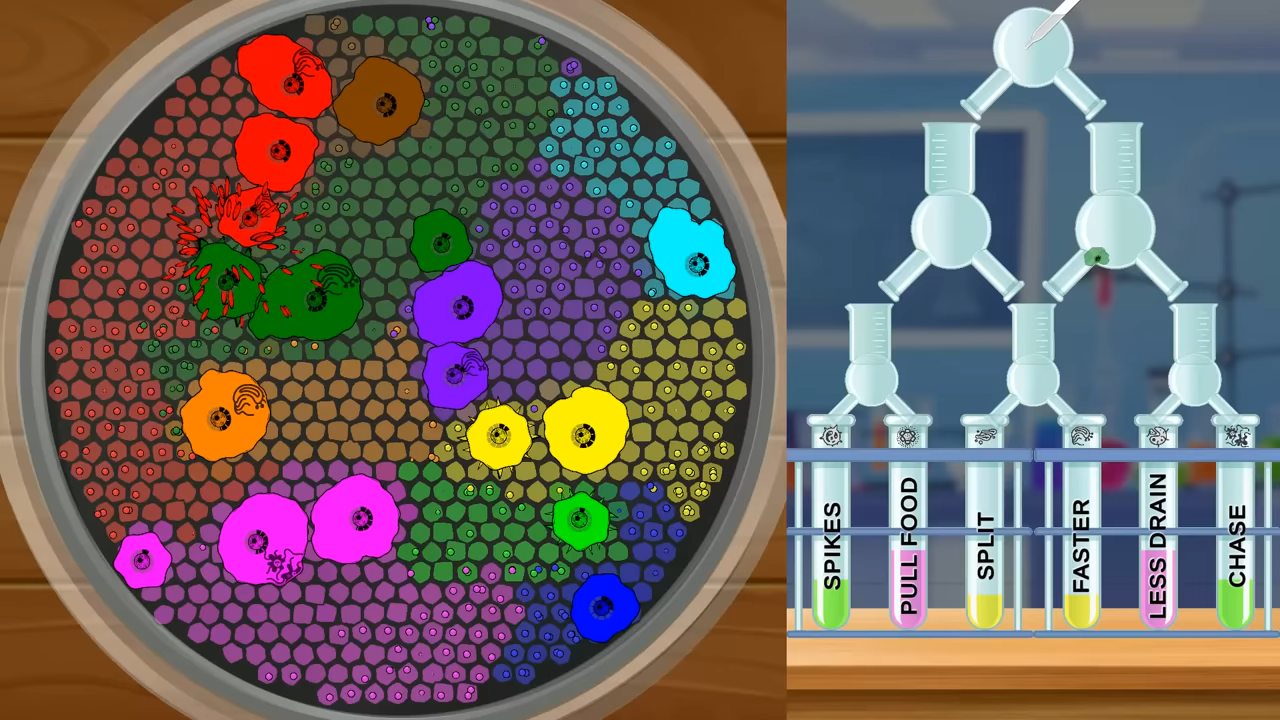 SPIKES
PULL FOOD
SPLIT
FASTER
LESS DRAIN
CHASE